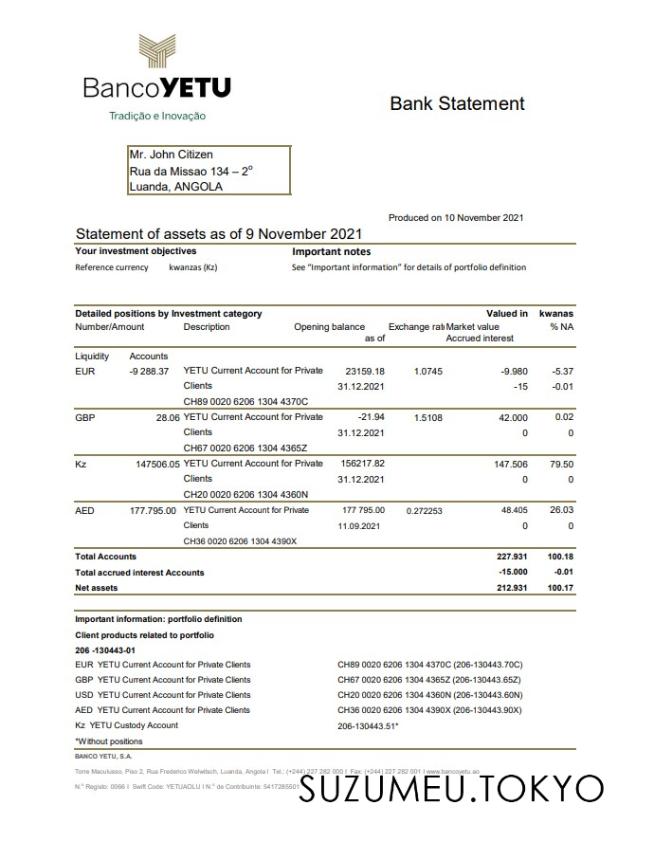 BancoYETU
Tradição e Inovação
Bank Statement
Mr. John Citizen
Rua da Missao 134 – 2º
Luanda, ANGOLA
Produced on 10 November 2021
Statement of assets as of 9 November 2021
Your investment objectives Important notes
Reference currency kwanzas (Kz) See “Important information” for details of portfolio definition
Detailed positions by Investment category Valued in kwanas
Number/Amount Description Opening balance Exchange rat Market value % NA
as of Accrued interest
Liquidity Accounts
EUR -9 288.37 YETU Current Account for Private 23159.18 1.0745 -9.980 -5.37
Clients 31.12.2021 -15 -0.01
CH89 0020 6206 1304 4370C
GBP 28.06 YETU Current Account for Private -21.94 1.5108 42.000 0.02
Clients 31.12.2021 0 0
CH67 0020 6206 1304 4365Z
Kz 147506.05 YETU Current Account for Private 156217.82 147.506 79.50
Clients 31.12.2021 0 0
CH20 0020 6206 1304 4360N
AED 177.795.00 YETU Current Account for Private 177 795.00 0.272253 48.405 26.03
Clients 11.09.2021 0 0
CH36 0020 6206 1304 4390X
Total Accounts 227.931 100.18
Total accrued interest Accounts -15.000 -0.01
Net assets 212.931 100.17
Important information: portfolio definition
Client products related to portfolio
206 -130443-01
EUR YETU Current Account for Private Clients CH89 0020 6206 1304 4370C (206-130443.70C)
GBP YETU Current Account for Private Clients CH67 0020 6206 1304 4365Z (206-130443.65Z)
USD YETU Current Account for Private Clients CH20 0020 6206 1304 4360N (206-130443.60N)
AED YETU Current Account for Private Clients CH36 0020 6206 1304 4390X (206-130443.90X)
Kz YETU Custody Account 206-130443.51*
*Without positions
BANCO YETU, S.A.
Torre Maculusso, Piso 2, Rua Frederico Welwitsch, Luanda, Angola I Tel.: (+244) 227 282 000 I Fax: (+244) 227 282 001 I www.bancoyetu.ao
N.º Registo: 0066 I Swift Code: YETUAOLU I N.º de Contribuinte: 5417285501
SUZUMEU.TOKYO